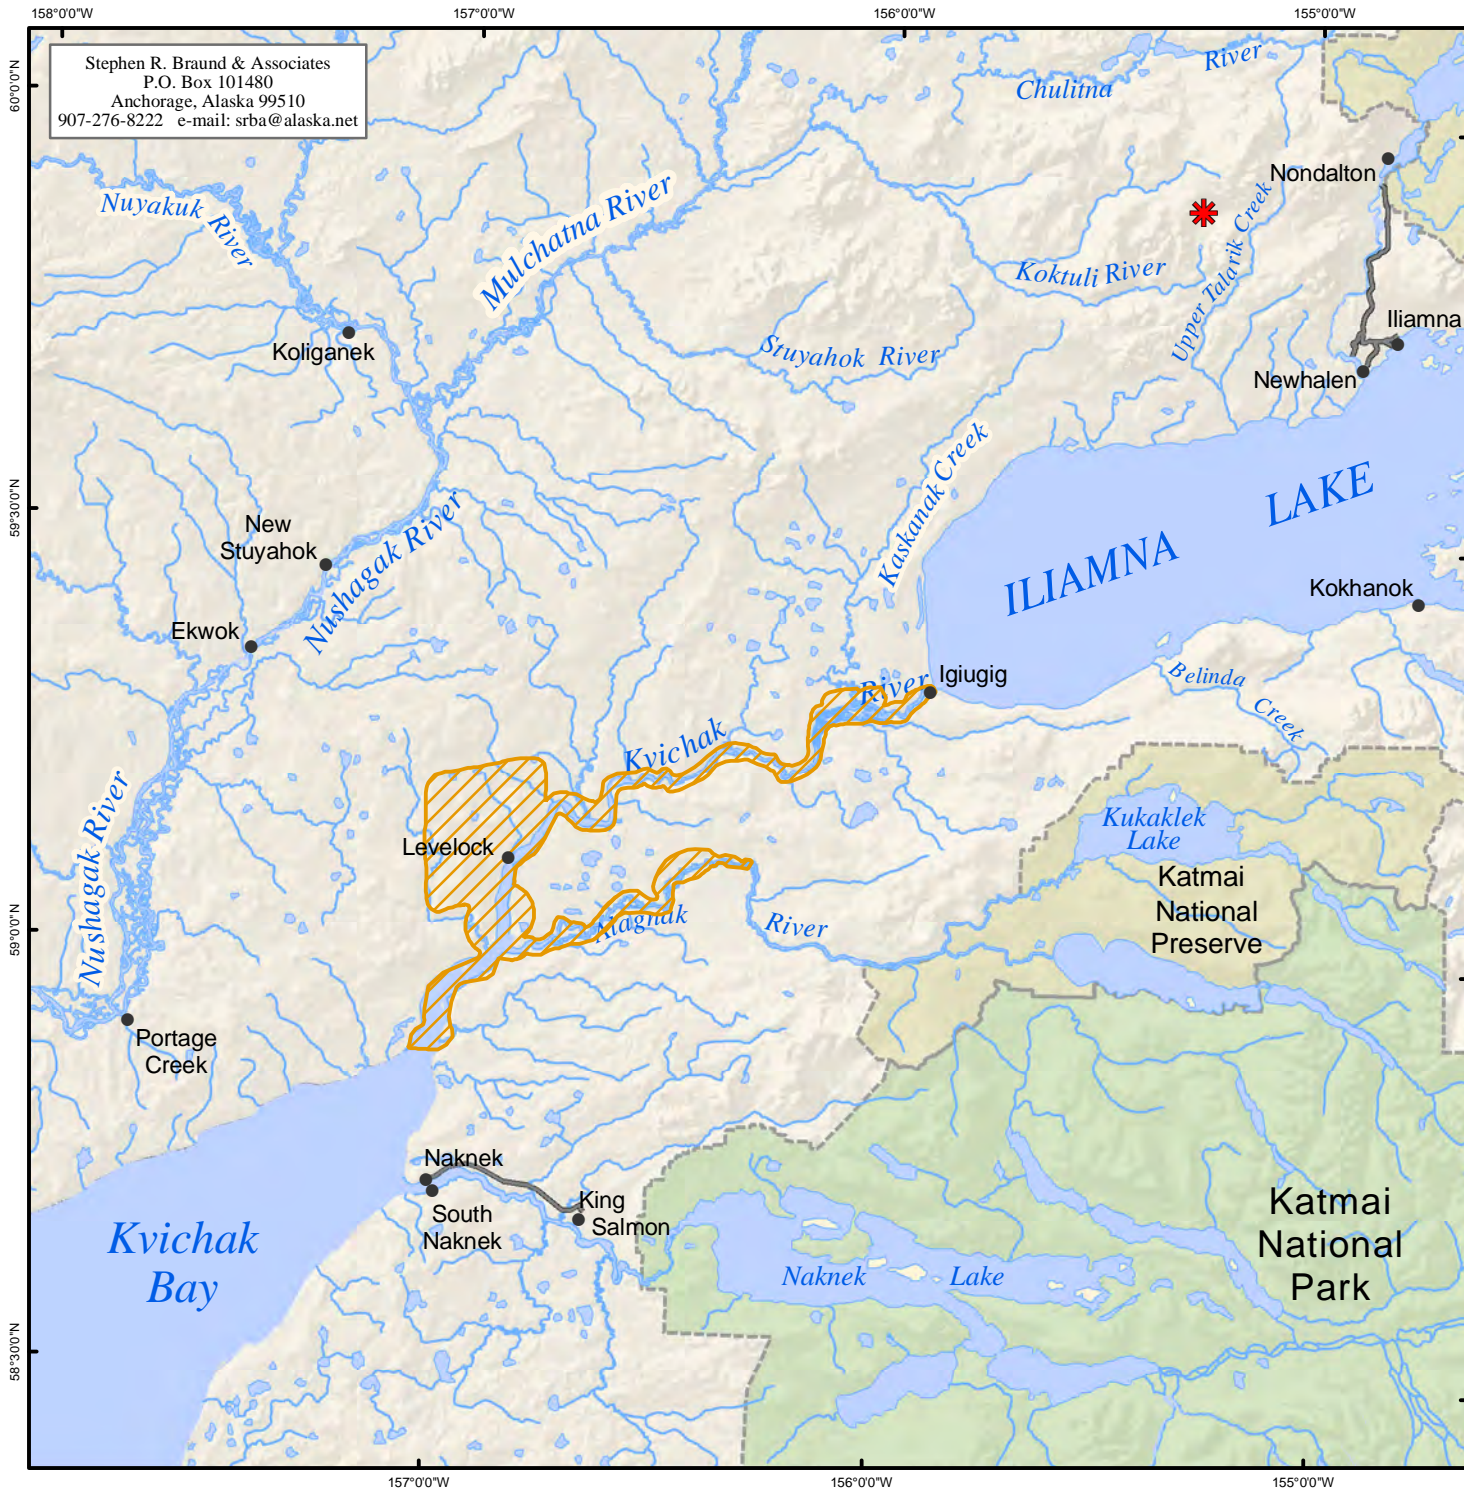 158°0'0"W
157°0'0"W
156°0'0"W
155°0'0"W
Stephen R. Braund & Associates
P.O. Box 101480
Anchorage, Alaska 99510
907-276-8222 e-mail: srba@alaska.net
60°0'0"N
59°30'0"N
59°0'0"N
58°30'0"N
Chulitna River
Nondalton
Nuyakuk River
Mulchatna River
Koktuli River
Upper Talarik Creek
Iliamna
Koliganek
Stuyahok River
Newhalen
Kaskanak Creek
ILIAMNA LAKE
New
Stuyahok
Nushagak River
Kokhanok
Ekwok
Igiugig
Belinda Creek
Kvichak River
Nushagak River
Levelock
Kukaklek
Lake
Katmai
National
Preserve
Alagnak River
Portage
Creek
Naknek
South
Naknek
King
Salmon
Kvichak
Bay
Naknek Lake
Katmai
National
Park
157°0'0"W
156°0'0"W
155°0'0"W